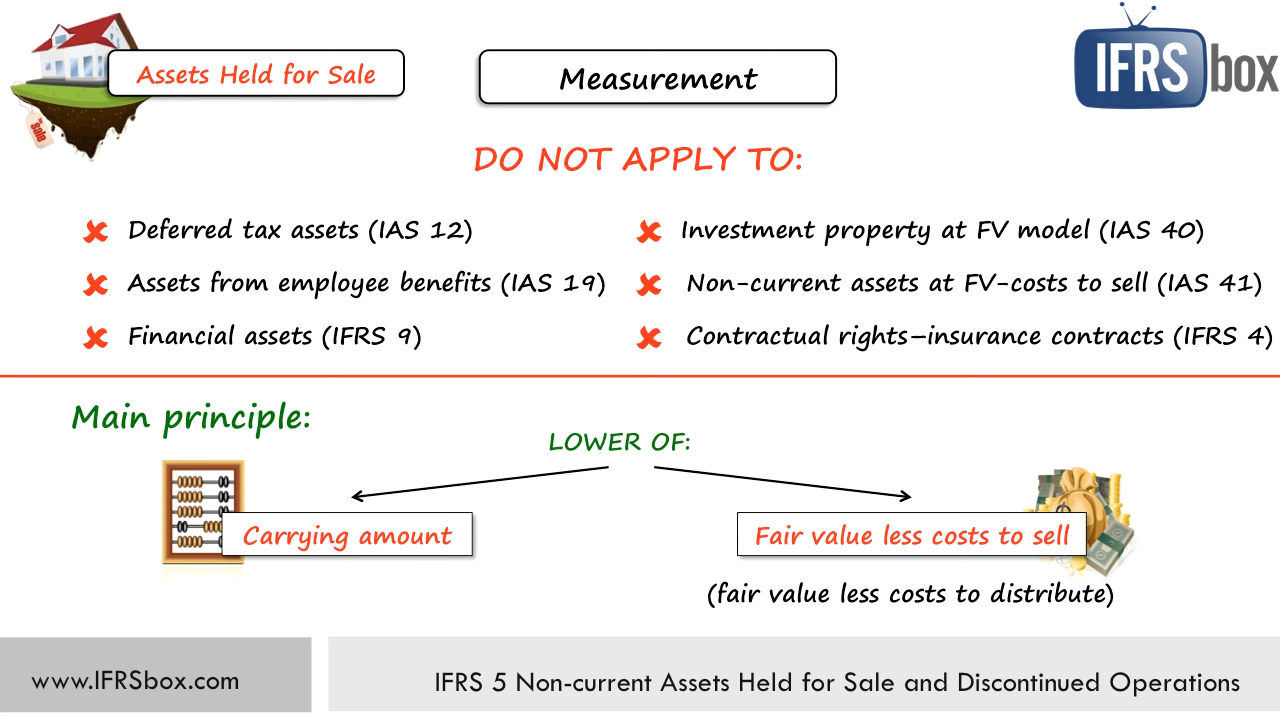 Assets Held for Sale
Measurement
IFRS box
sale
DO NOT APPLY TO:
Deferred tax assets (IAS 12)
Assets from employee benefits (IAS 19)
Financial assets (IFRS 9)
Investment property at FV model (IAS 40)
Non-current assets at FV-costs to sell (IAS 41)
Contractual rights–insurance contracts (IFRS 4)
Main principle:
LOWER OF:
Carrying amount
Fair value less costs to sell
(fair value less costs to distribute)
www.IFRSbox.com
IFRS 5 Non-current Assets Held for Sale and Discontinued Operations